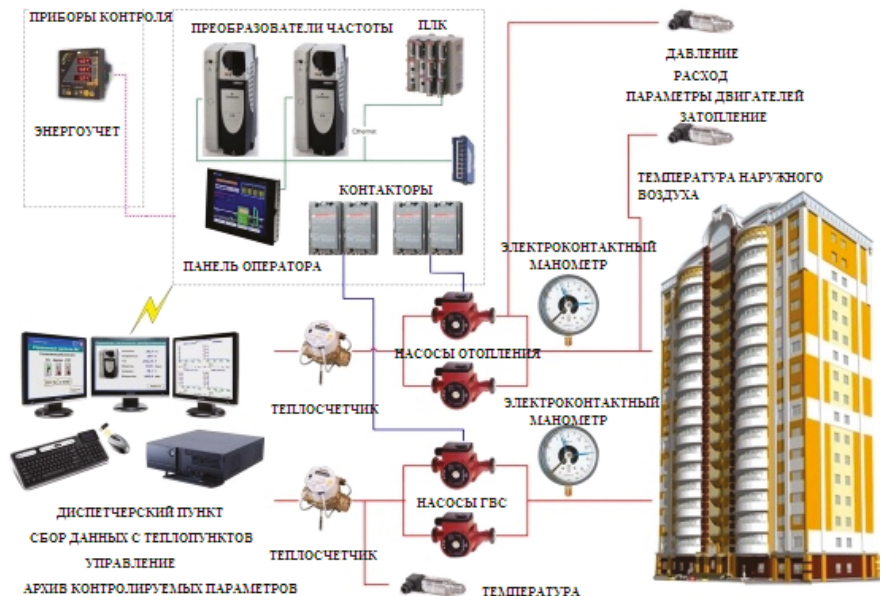 ПРИБОРЫ КОНТРОЛЯ
ПРЕОБРАЗОВАТЕЛИ ЧАСТОТЫ
ПЛК
ДАВЛЕНИЕ
РАСХОД
ПАРАМЕТРЫ ДВИГАТЕЛЕЙ
ЗАТОПЛЕНИЕ
ЭНЕРГОУЧЕТ
Ethernet
КОНТАКТОРЫ
ТЕМПЕРАТУРА НАРУЖНОГО
ВОЗДУХА
ПАНЕЛЬ ОПЕРАТОРА
ЭЛЕКТРОКОНТАКТНЫЙ
МАНОМЕТР
НАСОСЫ ОТОПЛЕНИЯ
ТЕПЛОСЧЕТЧИК
ЭЛЕКТРОКОНТАКТНЫЙ
МАНОМЕТР
НАСОСЫ ГВС
ТЕПЛОСЧЕТЧИК
ДИСПЕТЧЕРСКИЙ ПУНКТ
СБОР ДАННЫХ С ТЕПЛОПУНКТОВ
УПРАВЛЕНИЕ
АРХИВ КОНТРОЛИРУЕМЫХ ПАРАМЕТРОВ
ТЕМПЕРАТУРА